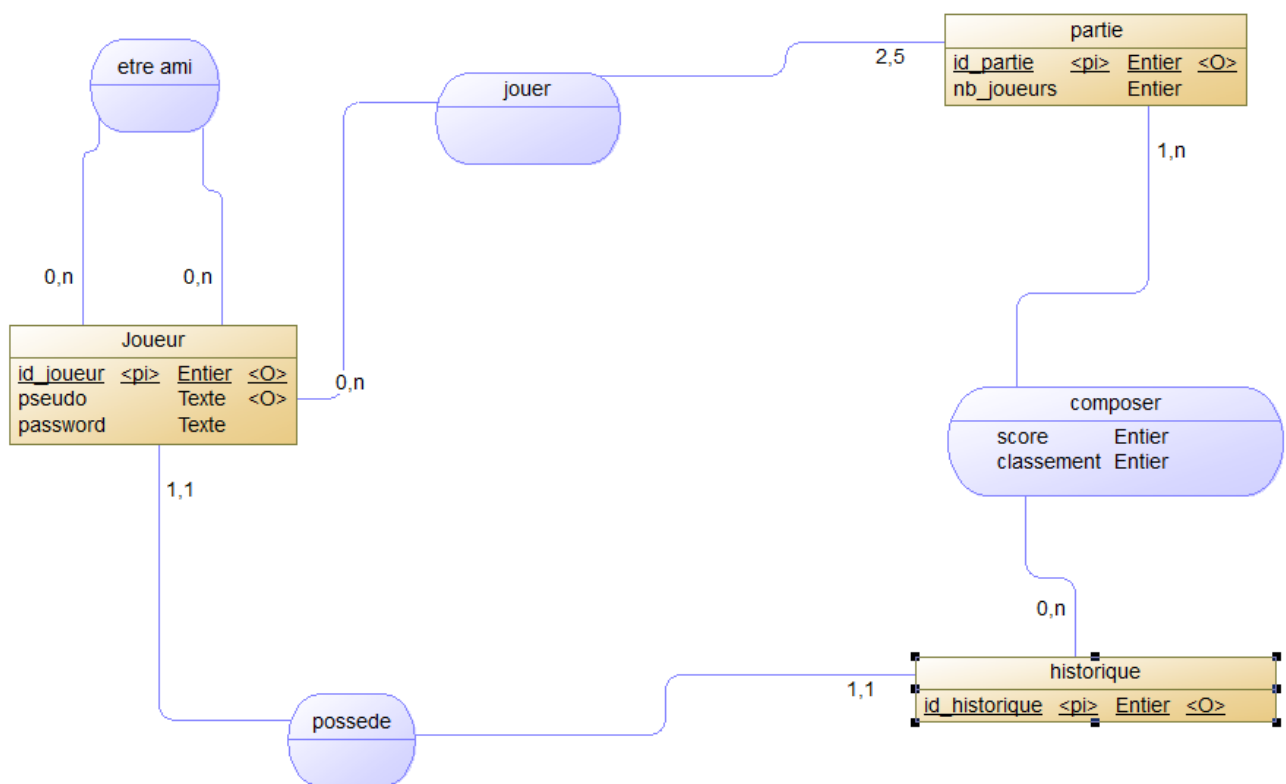 partie
id_partie <pi> Entier <O>
nb_joueurs Entier
etre ami
jouer
2,5
1,n
0,n
0,n
Joueur
id_joueur <pi> Entier <O>
pseudo Texte <O>
password Texte
0,n
composer
score Entier
classement Entier
1,1
0,n
historique
id_historique <pi> Entier <O>
1,1
possede